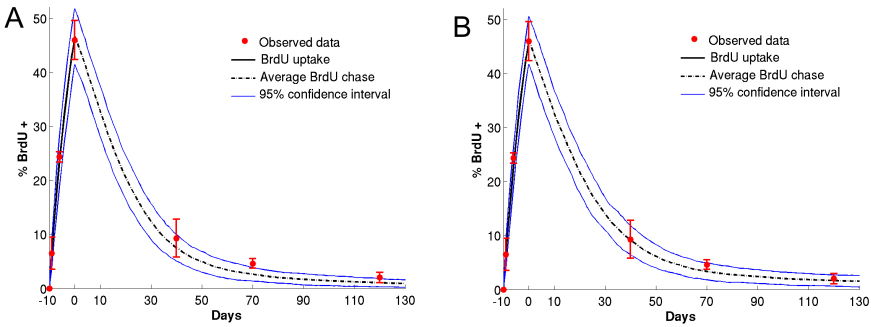 A
% BrdU +
50
40
30
20
10
0
-10 0 10 30 50 70 90 110 130
Days
Observed data
BrdU uptake
Average BrdU chase
95% confidence interval
B
% BrdU +
50
40
30
20
10
0
-10 0 10 30 50 70 90 110 130
Days
Observed data
BrdU uptake
Average BrdU chase
95% confidence interval